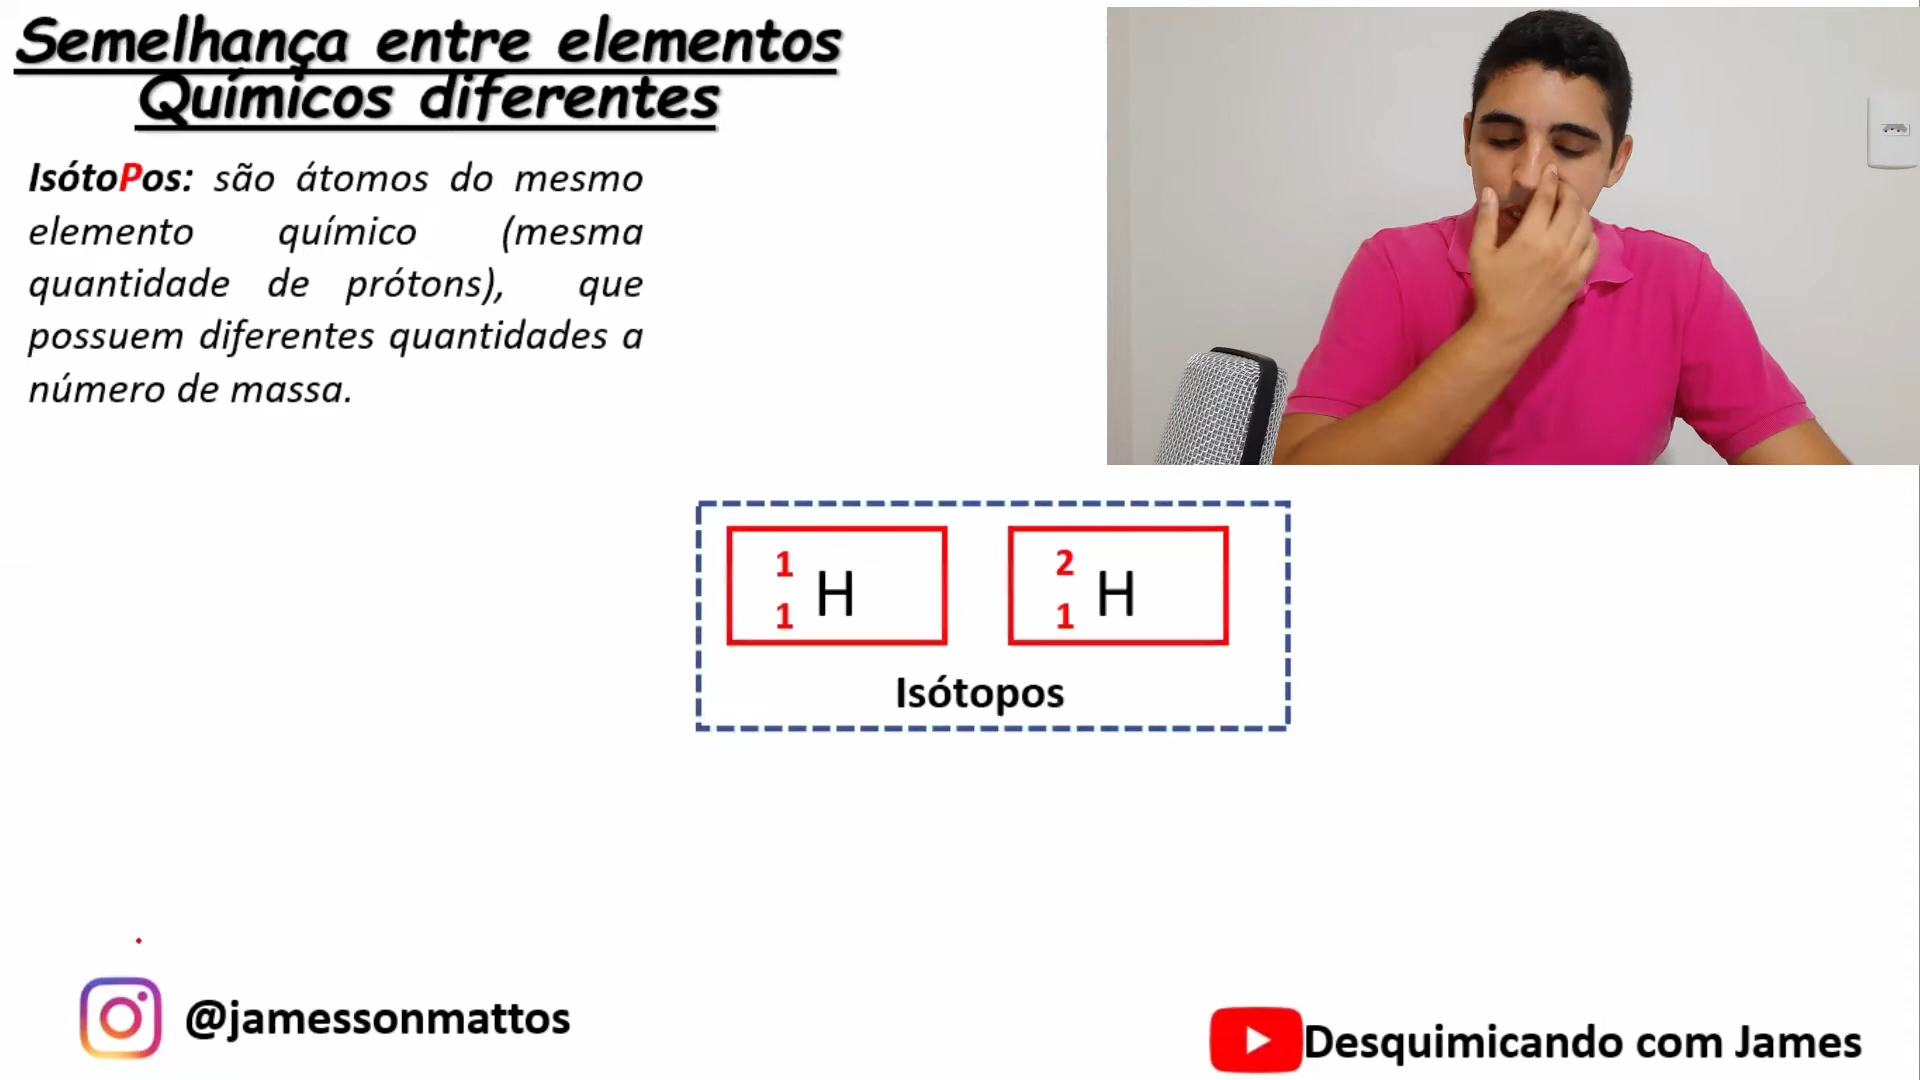 Semelhança entre elementos
Químicos diferentes
IsótoPos: são átomos do mesmo
elemento químico (mesma
quantidade de prótons), que
possuem diferentes quantidades a
número de massa.
1
1 H
2
1 H
Isótopos
@jamessonmattos
Desquimicando com James